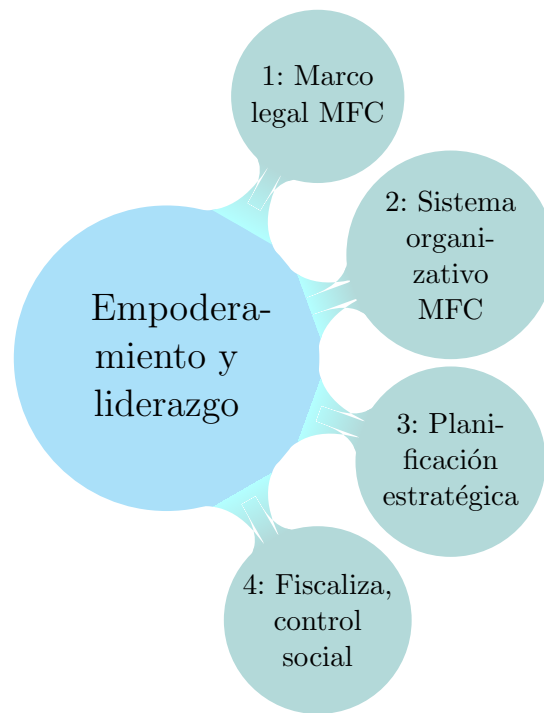 1: Marco
legal MFC
2: Sistema
organi-
zativo
MFC
Empodera-
miento y
liderazgo
3: Plani-
ficación
estratégica
4: Fiscaliza,
control
social